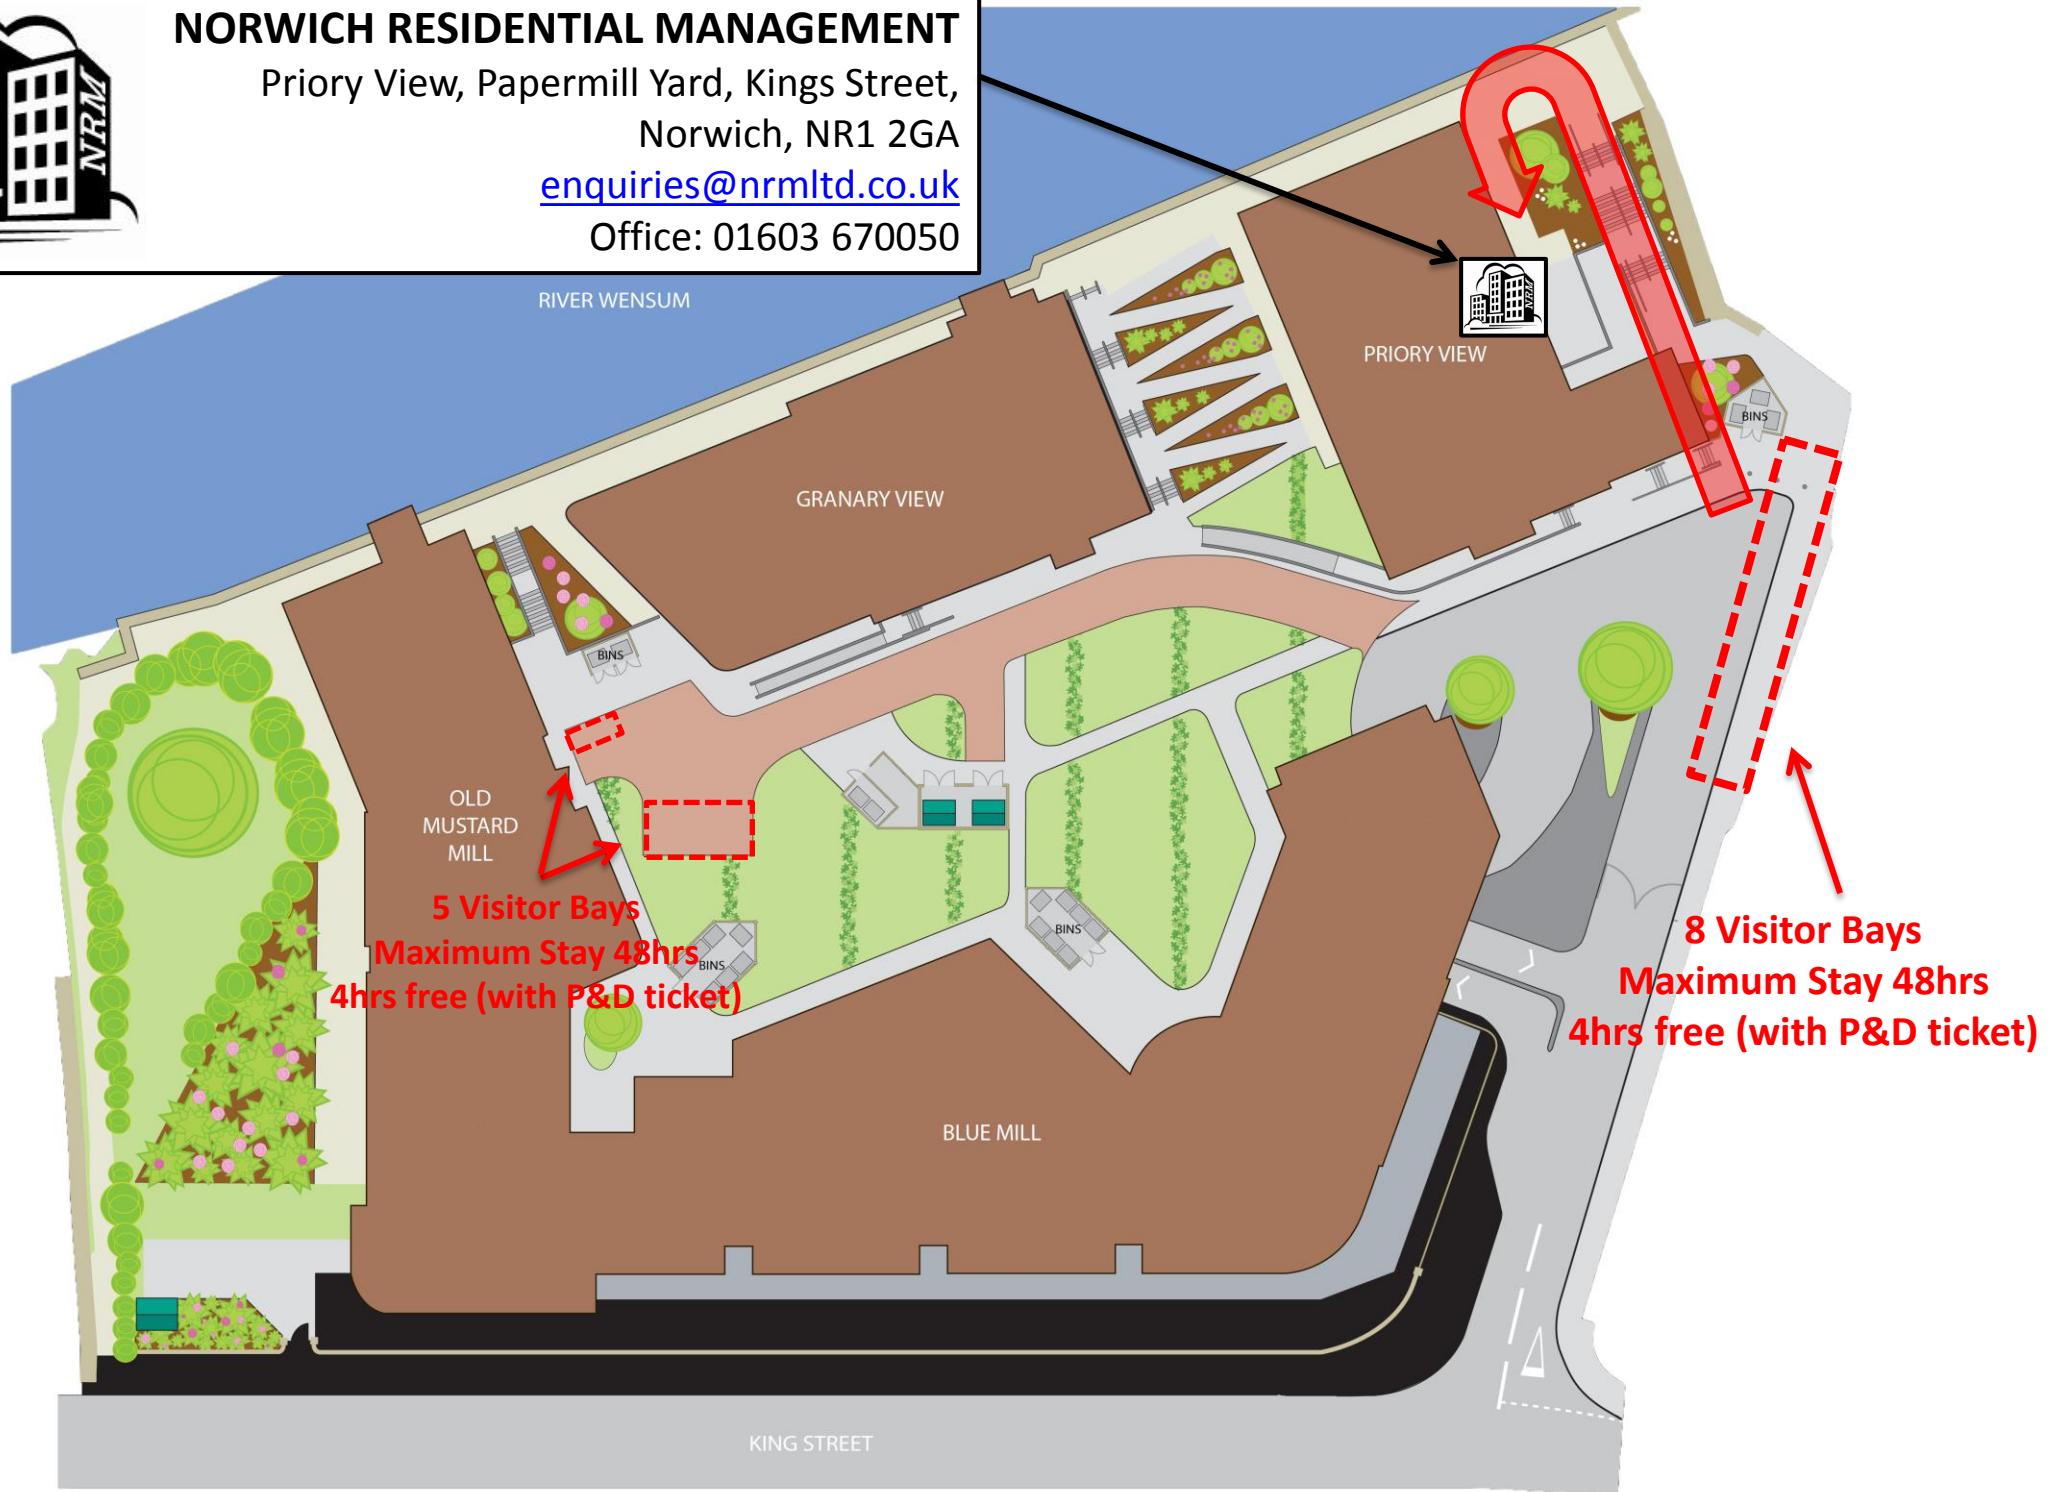 NORWICH RESIDENTIAL MANAGEMENT
Priory View, Papermill Yard, Kings Street,
Norwich, NR1 2GA
enquiries@nrmltd.co.uk
Office: 01603 670050
NRM
RIVER WENSUM
NRM
PRIORY VIEW
BINS
GRANARY VIEW
BINS
OLD
MUSTARD
MILL
5 Visitor Bays
Maximum Stay 48hrs
4hrs free (with P&D ticket)
BINS
BINS
8 Visitor Bays
Maximum Stay 48hrs
4hrs free (with P&D ticket)
BLUE MILL
KING STREET